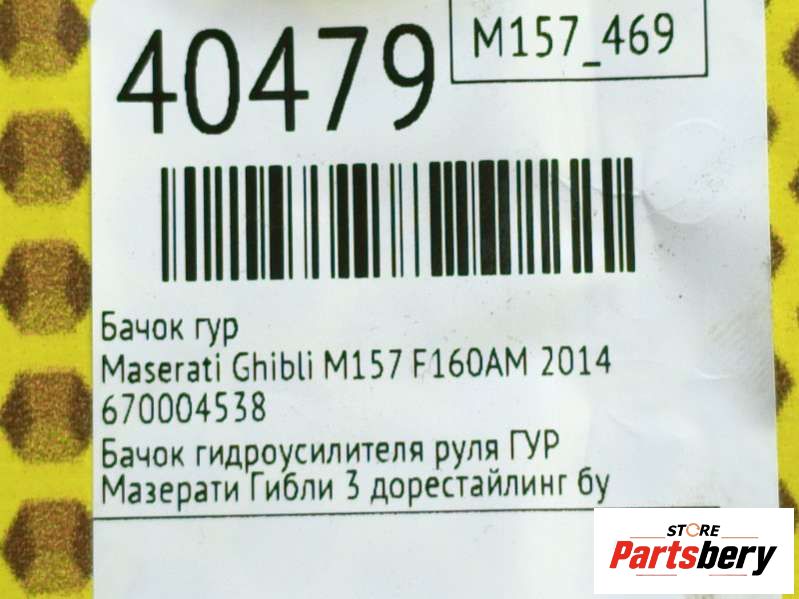 40479
M157_469
Бачок гур
Maserati Ghibli M157 F160AM 2014
670004538
Бачок гидроусилителя руля ГУР
Мазерати Гибли 3 дорестайлинг бу
STORE
Partsbery